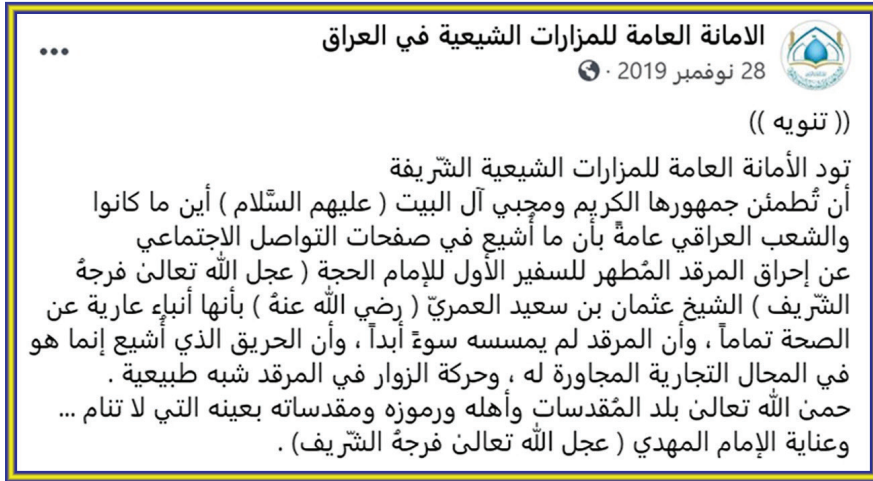 الامانة العامة للمزارات الشيعية في العراق
28 نوفمبر 2019 ·
(( تنويه ))
تود الأمانة العامة للمزارات الشيعية الشّريفة
أن تُطمئن جمهورها الكريم ومحبي آل البيت ( عليهم السَّلام ) أين ما كانوا
والشعب العراقي عامةً بأن ما أُشيع في صفحات التواصل الاجتماعي
عن إحراق المرقد المُطهر للسفير الأول للإمام الحجة ( عجل الله تعالىٰ فرجهُ
الشّريف ) الشيخ عثمان بن سعيد العمريّ ( رضي الله عنهُ ) بأنها أنباء عارية عن
الصحة تماماً ، وأن المرقد لم يمسسه سوءً أبداً ، وأن الحريق الذي أُشيع إنما هو
في المحال التجارية المجاورة له ، وحركة الزوار في المرقد شبه طبيعية .
حمىٰ الله تعالىٰ بلد المُقدسات وأهله ورموزه ومقدساته بعينه التي لا تنام ...
وعناية الإمام المهدي ( عجل الله تعالىٰ فرجهُ الشّريف) .